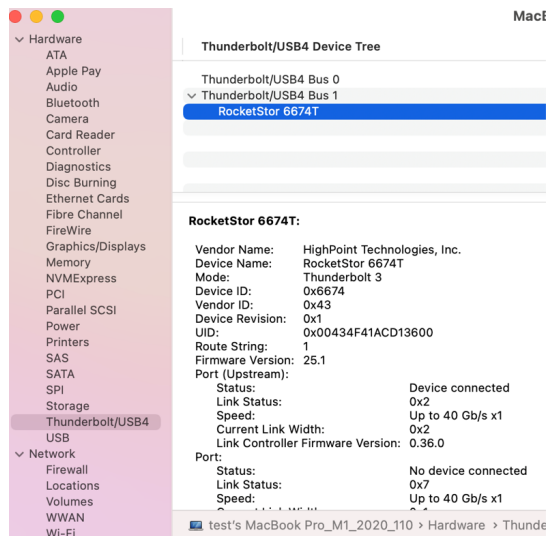 MacB
Hardware
ATA
Apple Pay
Audio
Bluetooth
Camera
Card Reader
Controller
Diagnostics
Disc Burning
Ethernet Cards
Fibre Channel
FireWire
Graphics/Displays
Memory
NVMExpress
PCI
Parallel SCSI
Power
Printers
SAS
SATA
SPI
Storage
Thunderbolt/USB4
USB
Network
Firewall
Locations
Volumes
WWAN
Wi-Fi
Thunderbolt/USB4 Device Tree
Thunderbolt/USB4 Bus 0
Thunderbolt/USB4 Bus 1
RocketStor 6674T
RocketStor 6674T:
Vendor Name: HighPoint Technologies, Inc.
Device Name: RocketStor 6674T
Mode: Thunderbolt 3
Device ID: 0x6674
Vendor ID: 0x43
Device Revision: 0x1
UID: 0x00434F41ACD13600
Route String: 1
Firmware Version: 25.1
Port (Upstream):
Status: Device connected
Link Status: 0x2
Speed: Up to 40 Gb/s x1
Current Link Width: 0x2
Link Controller Firmware Version: 0.36.0
Port:
Status: No device connected
Link Status: 0x7
Speed: Up to 40 Gb/s x1
test's MacBook Pro_M1_2020_110 › Hardware › Thunde